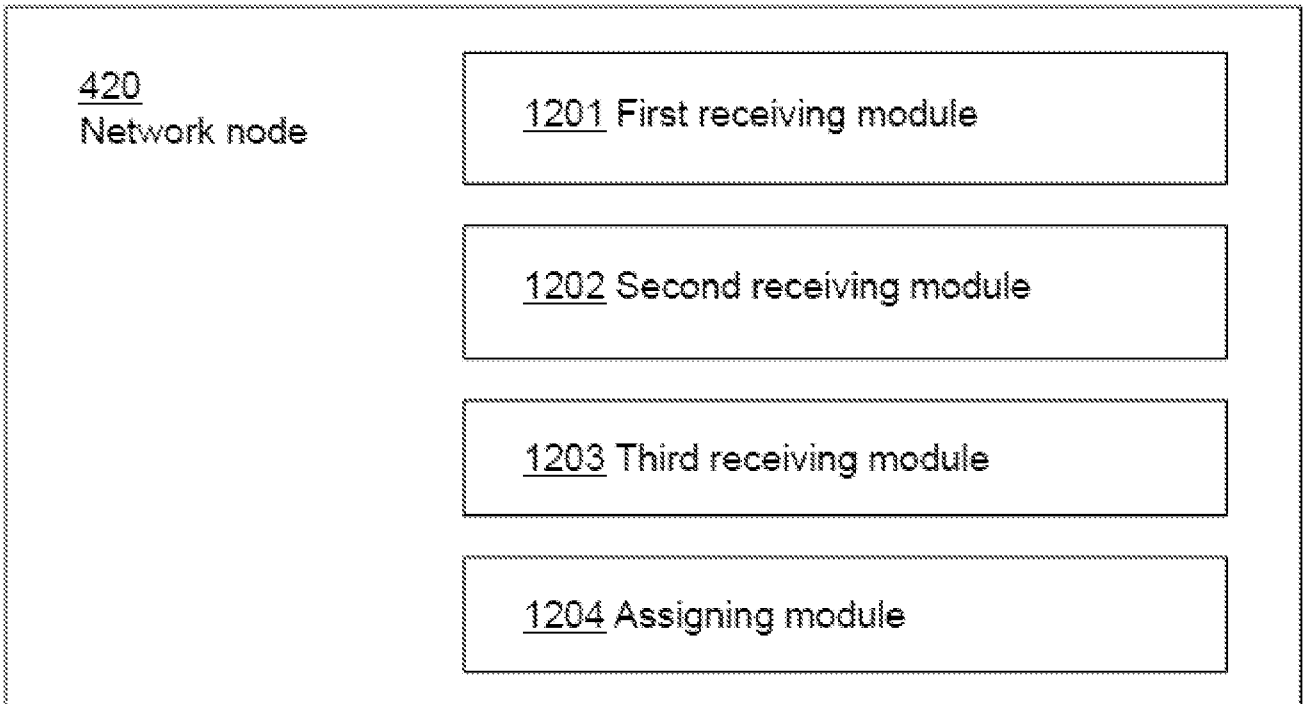 420
Network node
1201 First receiving module
1202 Second receiving module
1203 Third receiving module
1204 Assigning module